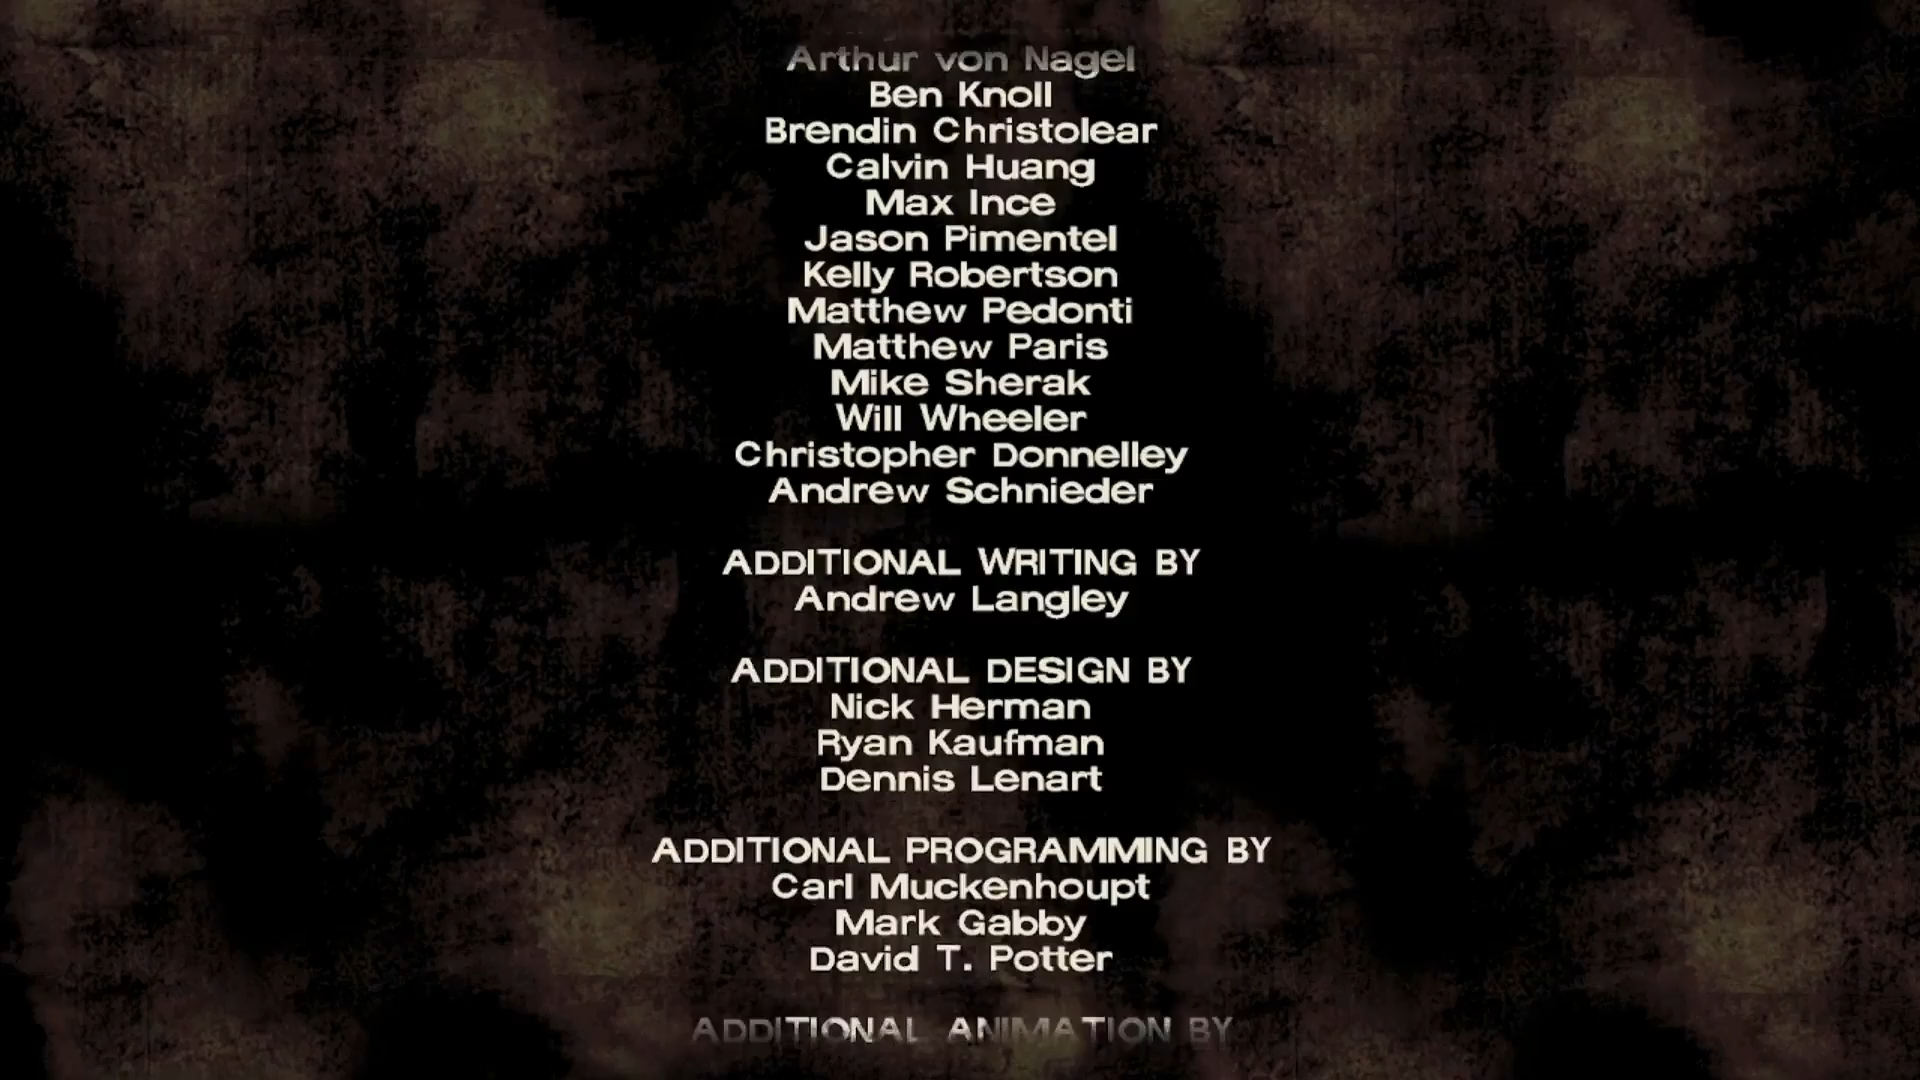 Arthur von Nagel
Ben Knoll
Brendin Christolear
Calvin Huang
Max Ince
Jason Pimentel
Kelly Robertson
Matthew Pedonti
Matthew Paris
Mike Sherak
Will Wheeler
Christopher Donnelley
Andrew Schnieder
ADDITIONAL WRITING BY
Andrew Langley
ADDITIONAL DESIGN BY
Nick Herman
Ryan Kaufman
Dennis Lenart
ADDITIONAL PROGRAMMING BY
Carl Muckenhoupt
Mark Gabby
David T. Potter
ADDITIONAL ANIMATION BY